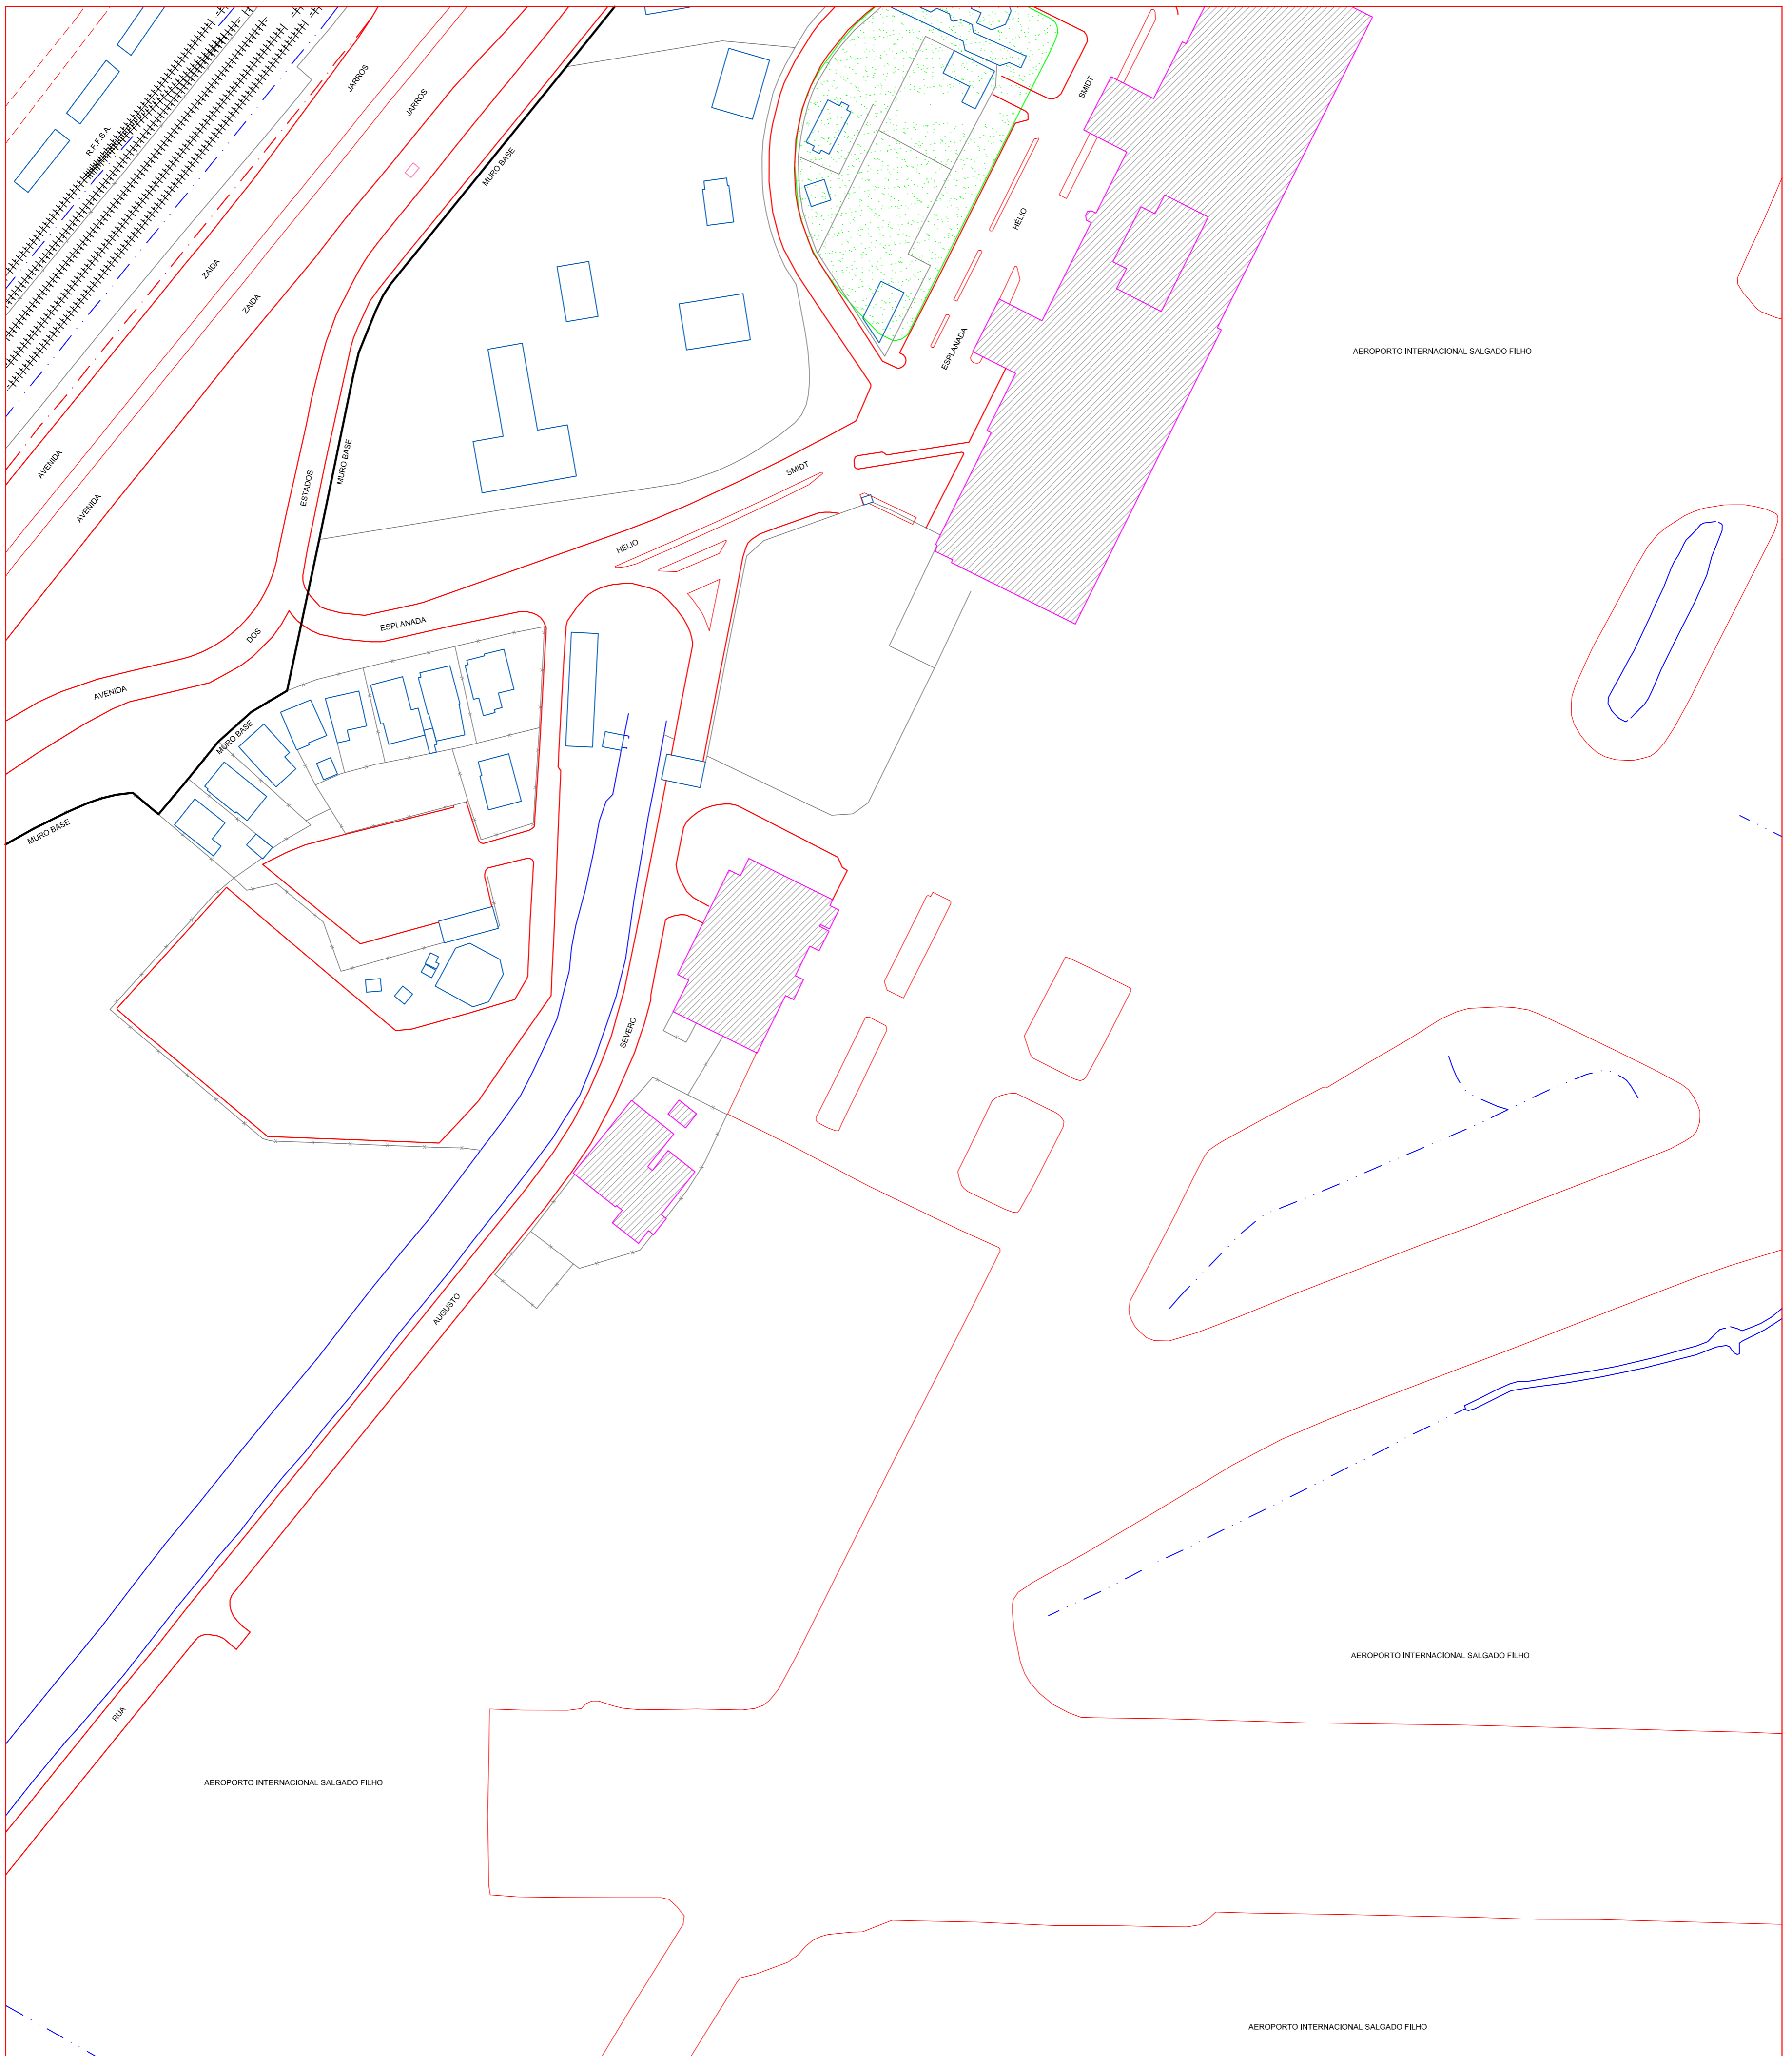 JARROS
JARROS
SMIDT
R.F.F.S.A.
MURO BASE
HÉLIO
ZAIDA
ZAIDA
ESPLANADA
AEROPORTO INTERNACIONAL SALGADO FILHO
AVENIDA
MURO BASE
SMIDT
ESTADOS
AVENIDA
HÉLIO
ESPLANADA
DOS
AVENIDA
MURO BASE
MURO BASE
SEVERO
AUGUSTO
AEROPORTO INTERNACIONAL SALGADO FILHO
RUA
AEROPORTO INTERNACIONAL SALGADO FILHO
AEROPORTO INTERNACIONAL SALGADO FILHO